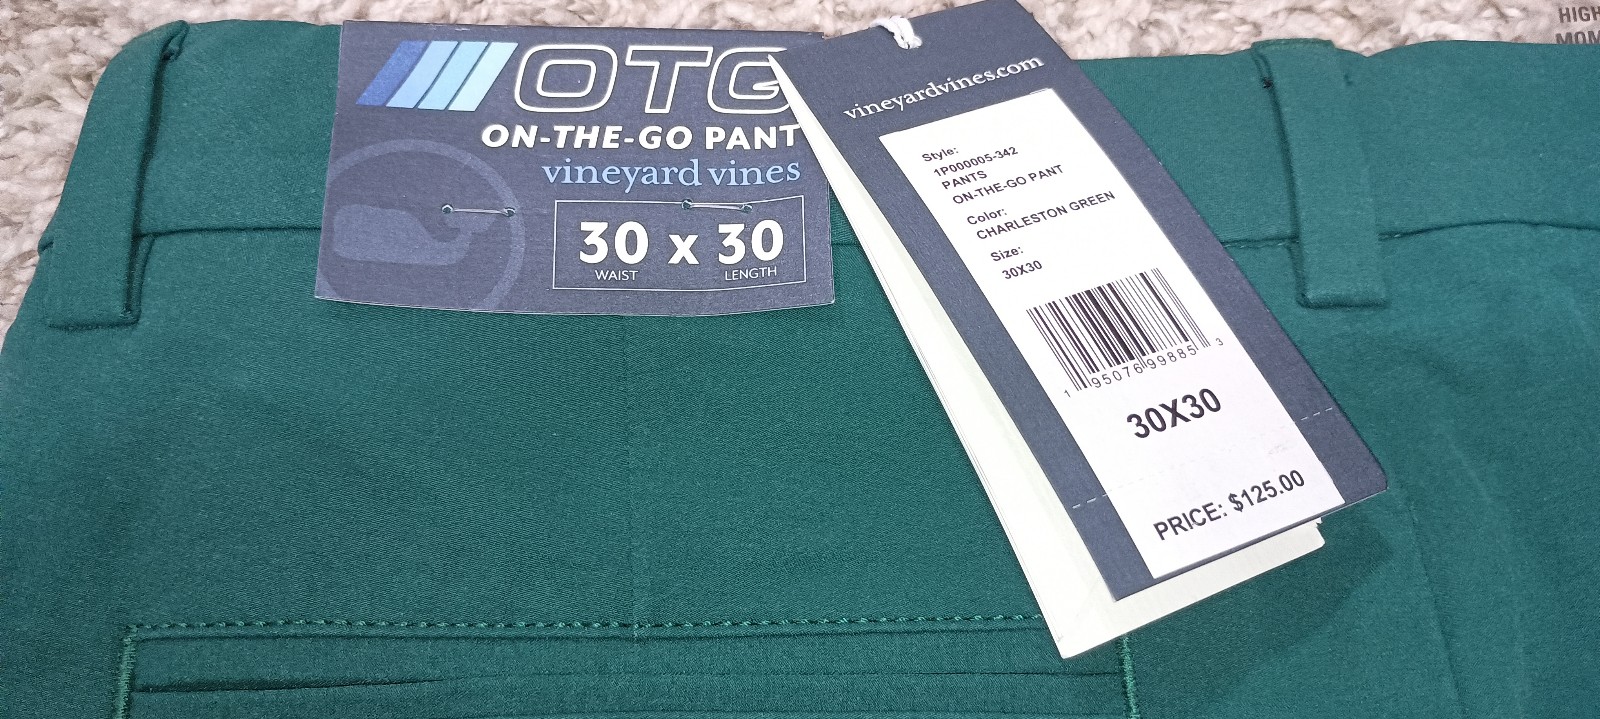 OTG
ON-THE-GO PANT
vineyard vines
30 x 30
WAIST LENGTH
vineyardvines.com
Style:
1P000005-342
PANTS
ON-THE-GO PANT
Color:
CHARLESTON GREEN
Size:
30X30
1 95076 99885 3
30X30
PRICE: $125.00
HIGH